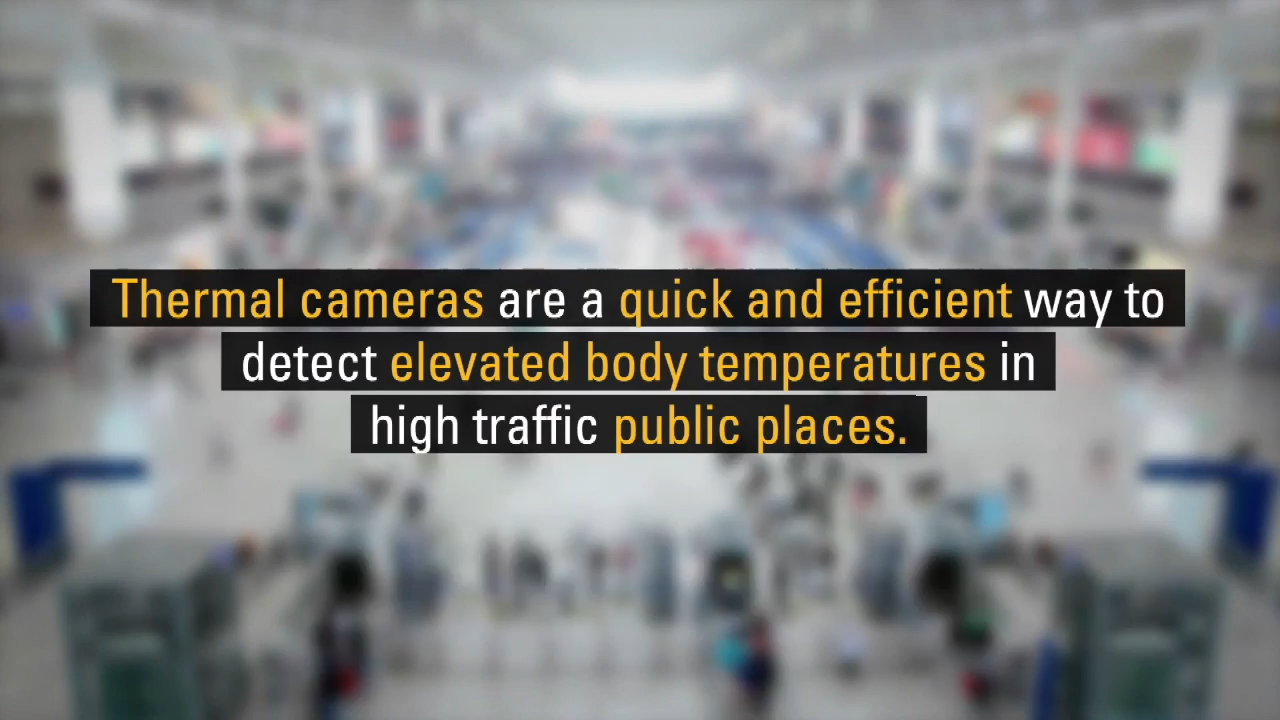 Thermal cameras are a quick and efficient way to
detect elevated body temperatures in
high traffic public places.